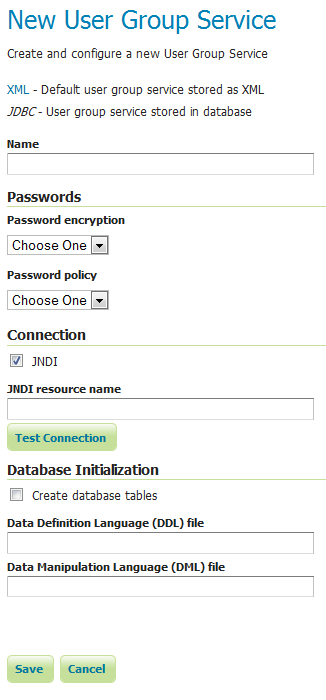 New User Group Service
Create and configure a new User Group Service
XML - Default user group service stored as XML
JDBC - User group service stored in database
Name
Passwords
Password encryption
Choose One
Password policy
Choose One
Connection
JNDI
JNDI resource name
Test Connection
Database Initialization
Create database tables
Data Definition Language (DDL) file
Data Manipulation Language (DML) file
Save Cancel